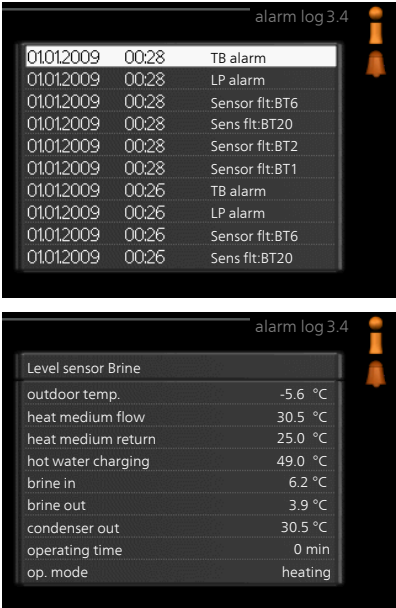 alarm log 3.4
01.01.2009 00:28 TB alarm
01.01.2009 00:28 LP alarm
01.01.2009 00:28 Sensor flt:BT6
01.01.2009 00:28 Sens flt:BT20
01.01.2009 00:28 Sensor flt:BT2
01.01.2009 00:28 Sensor flt:BT1
01.01.2009 00:26 TB alarm
01.01.2009 00:26 LP alarm
01.01.2009 00:26 Sensor flt:BT6
01.01.2009 00:26 Sens flt:BT20
alarm log 3.4
Level sensor Brine
outdoor temp. -5.6 °C
heat medium flow 30.5 °C
heat medium return 25.0 °C
hot water charging 49.0 °C
brine in 6.2 °C
brine out 3.9 °C
condenser out 30.5 °C
operating time 0 min
op. mode heating